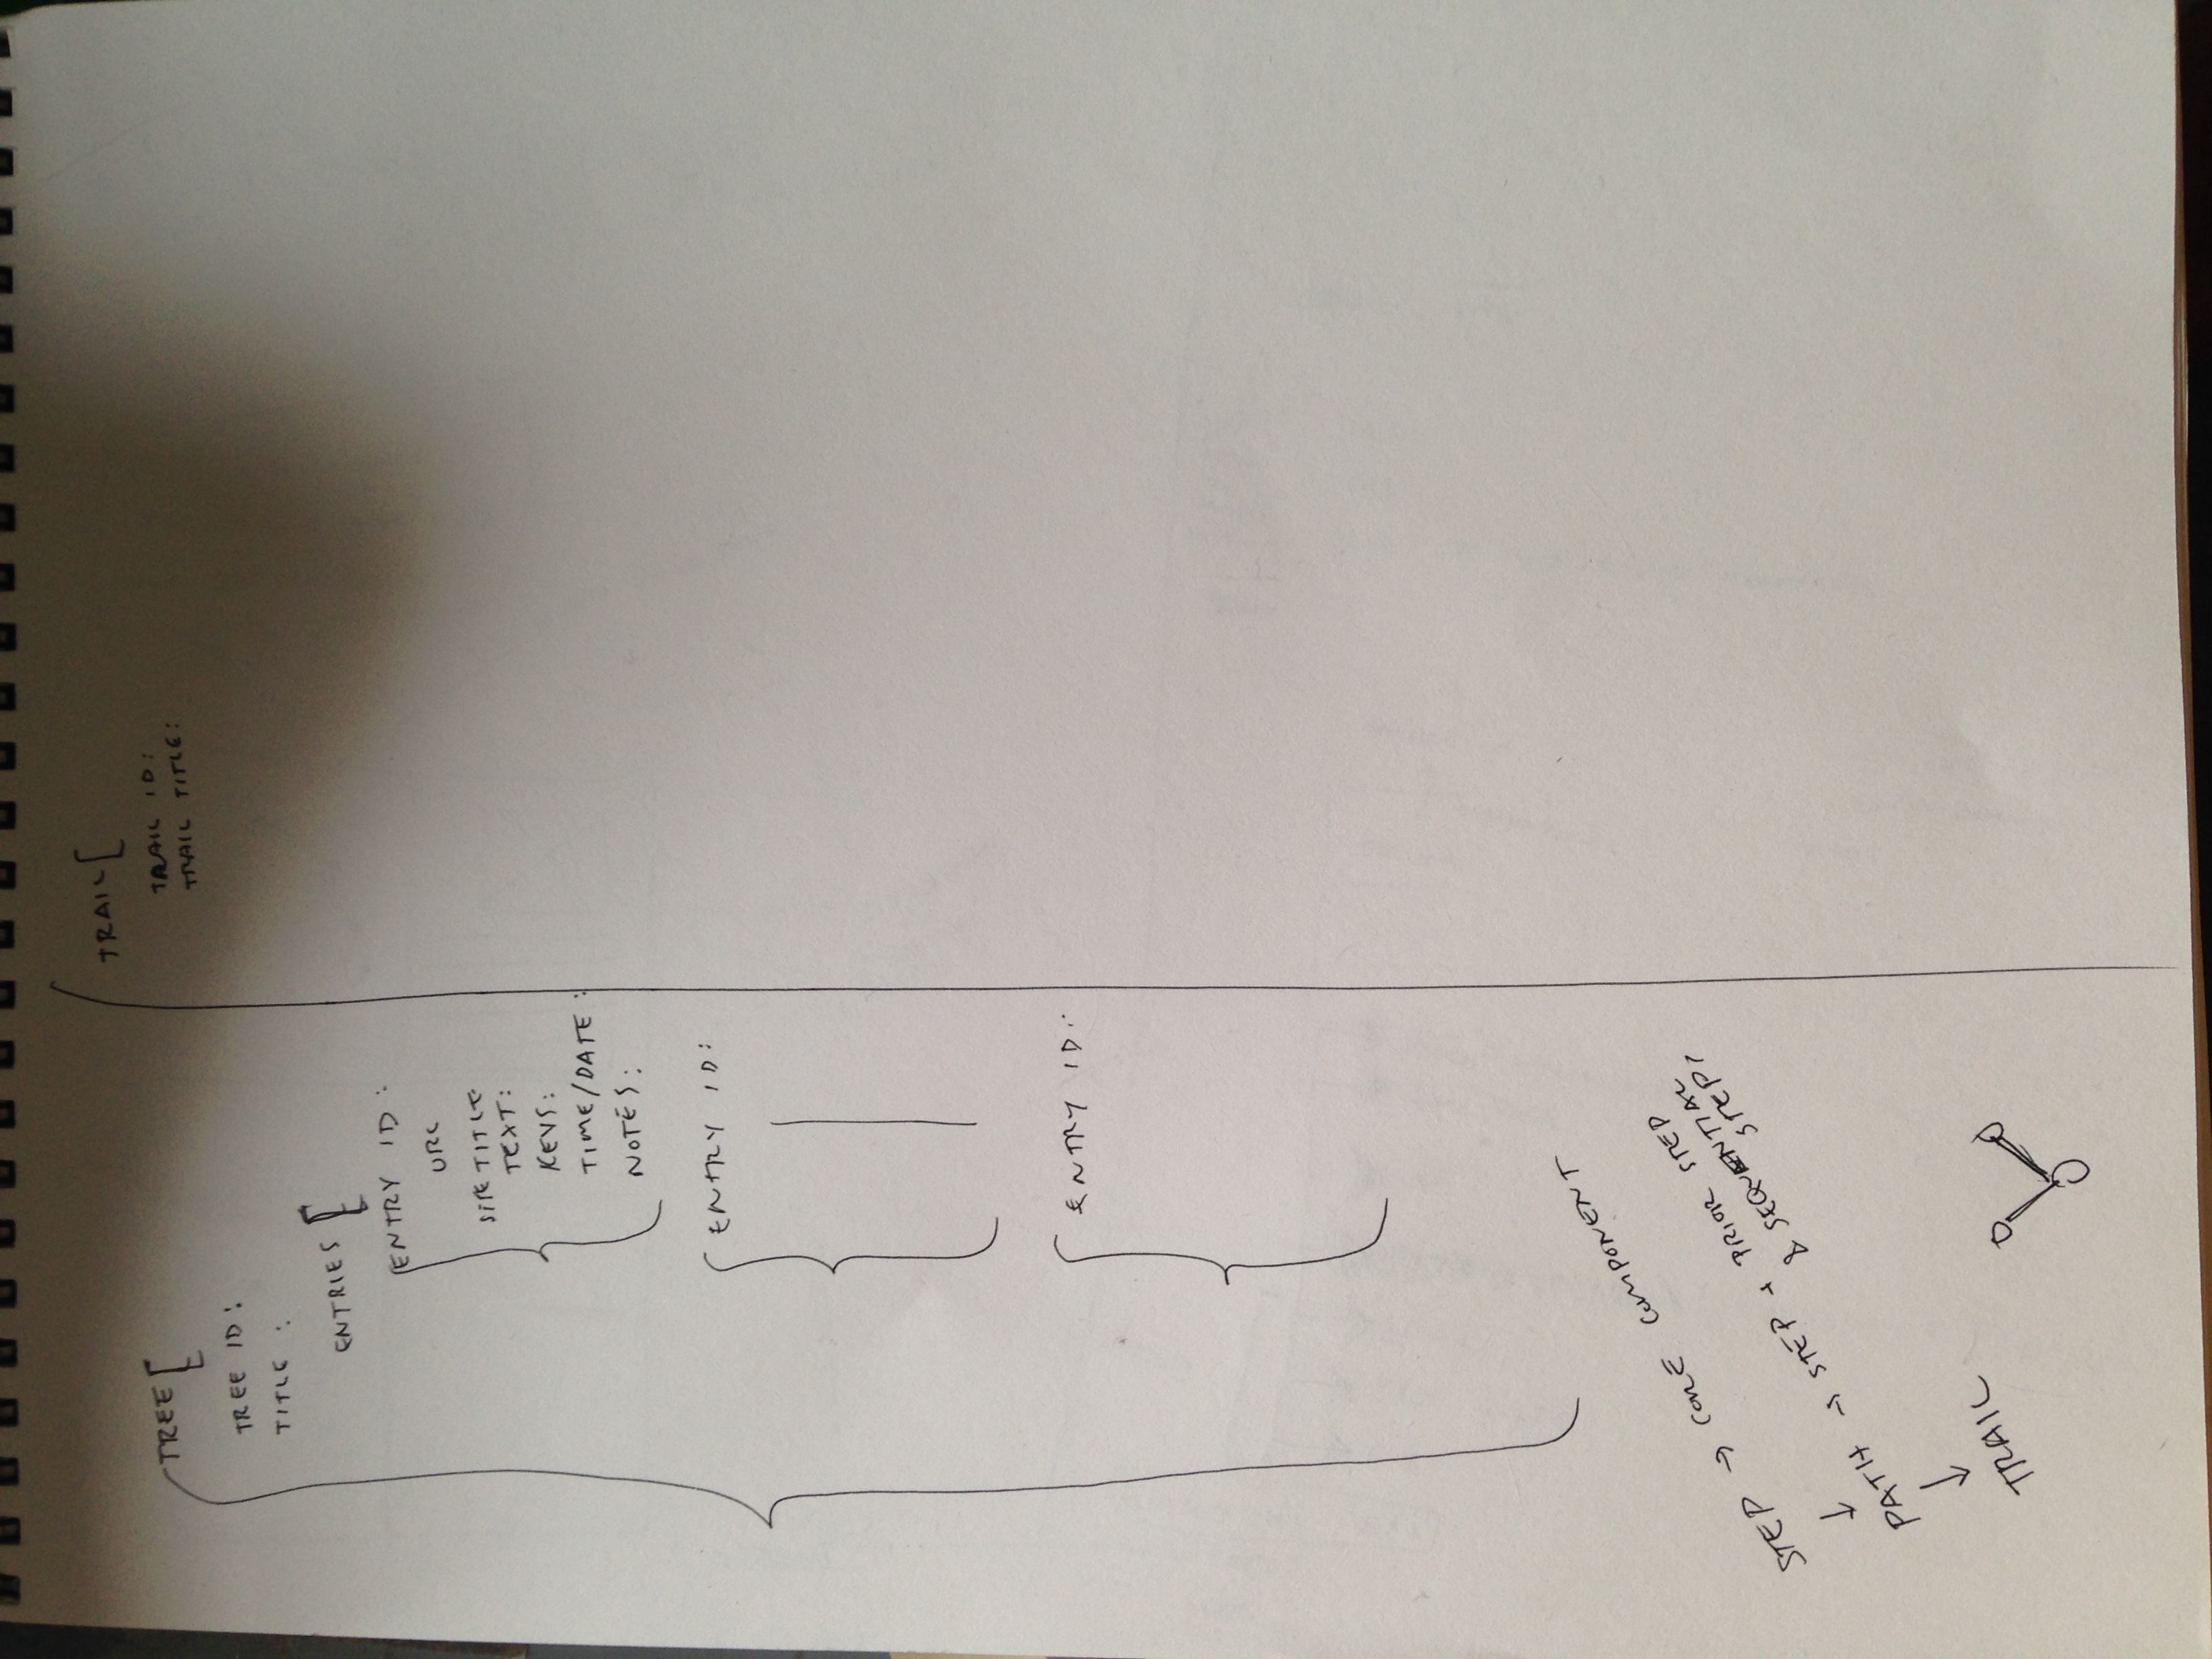 TREE [
TREE ID:
TITLE :
ENTRIES [
ENTRY ID:
URL
SITE TITLE
TEXT:
KEYS:
TIME/DATE :
NOTES:
ENTRY ID:
ENTRY ID:
STEP → CORE COMPONENT
↓
PATH → STEP + PRIOR STEP
& SEQUENTIAL
STEP,
↓
TRAIL
TRAIL [
TRAIL ID:
TRAIL TITLE: